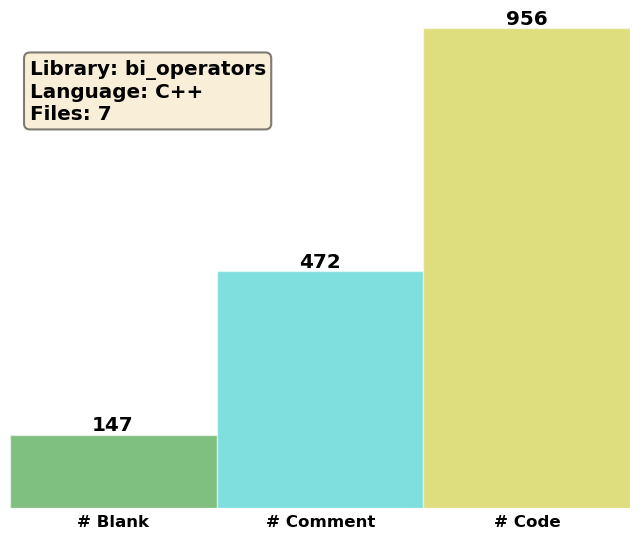 956
Library: bi_operators
Language: C++
Files: 7
472
147
# Blank
# Comment
# Code